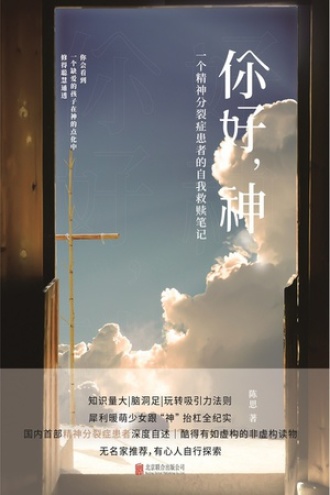 你好，神
一个精神分裂症患者的自我救赎笔记
你会看到
一个缺爱的孩子在神的点化中
修得聪慧通透
陈思 著
知识量大|脑洞足|玩转吸引力法则
犀利暖萌少女跟“神”抬杠全纪实
国内首部精神分裂症患者深度自述|酷得有如虚构的非虚构读物
无名家推荐，有心人自行探索
北京联合出版公司